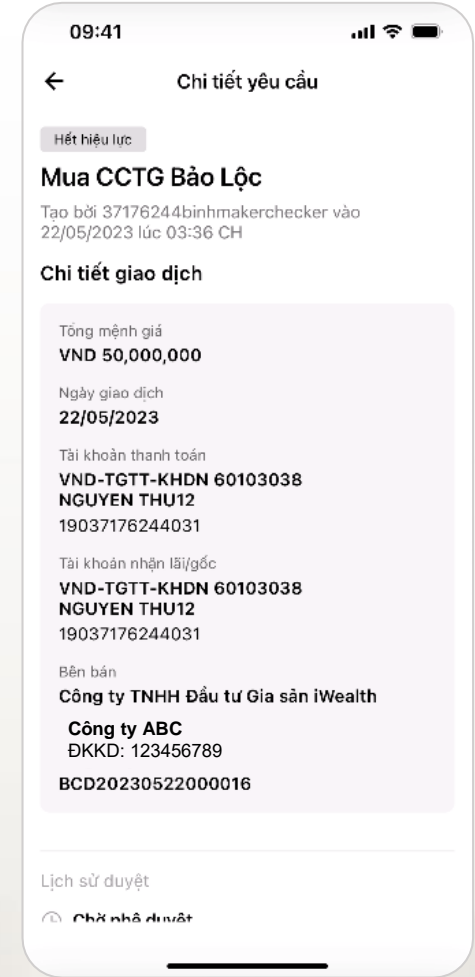 09:41
Chi tiết yêu cầu
Hết hiệu lực
Mua CCTG Bảo Lộc
Tạo bởi 37176244binhmakerchecker vào
22/05/2023 lúc 03:36 CH
Chi tiết giao dịch
Tổng mệnh giá
VND 50,000,000
Ngày giao dịch
22/05/2023
Tài khoản thanh toán
VND-TGTT-KHDN 60103038
NGUYEN THU12
19037176244031
Tài khoản nhận lãi/gốc
VND-TGTT-KHDN 60103038
NGUYEN THU12
19037176244031
Bên bán
Công ty TNHH Đầu tư Gia sản iWealth
Công ty ABC
ĐKKD: 123456789
BCD20230522000016
Lịch sử duyệt
Chờ phê duyệt